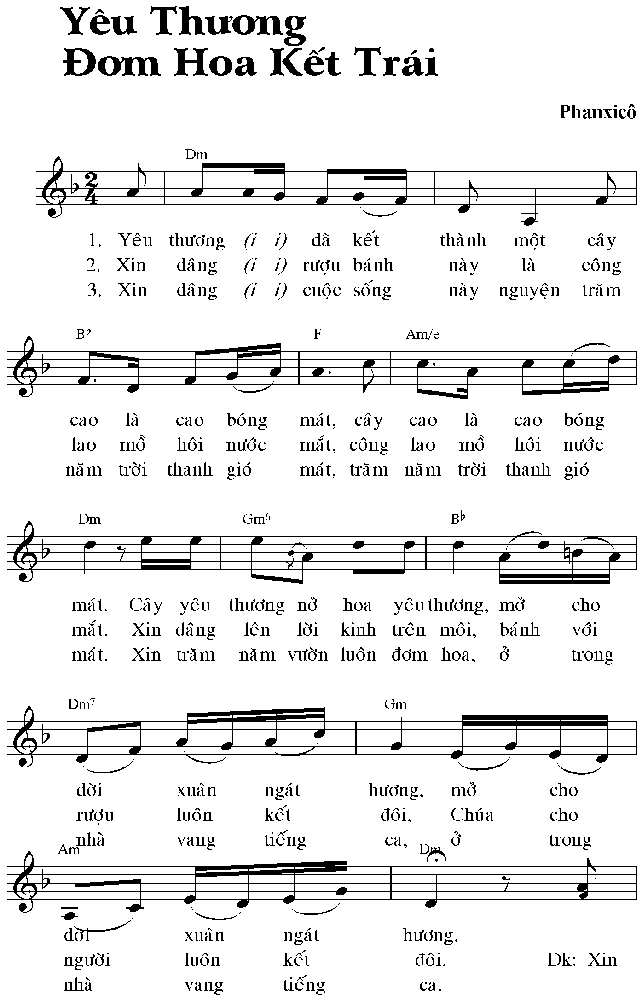 Yêu Thương
Đơm Hoa Kết Trái
Phanxicô
Dm
2
4
1. Yêu thương (i i) đã kết thành một cây
2. Xin dâng (i i) rượu bánh này là công
3. Xin dâng (i i) cuộc sống này nguyện trăm
B♭ F Am/e
cao là cao bóng mát, cây cao là cao bóng
lao mồ hôi nước mắt, công lao mồ hôi nước
năm trời thanh gió mát, trăm năm trời thanh gió
Dm Gm6 B♭
mát. Cây yêu thương nở hoa yêu thương, mở cho
mắt. Xin dâng lên lời kinh trên môi, bánh với
mát. Xin trăm năm vườn luôn đơm hoa, ở trong
Dm7 Gm
đời xuân ngát hương, mở cho
rượu luôn kết đôi, Chúa cho
nhà vang tiếng ca, ở trong
Am Dm
đời xuân ngát hương.
người luôn kết đôi. Đk: Xin
nhà vang tiếng ca.